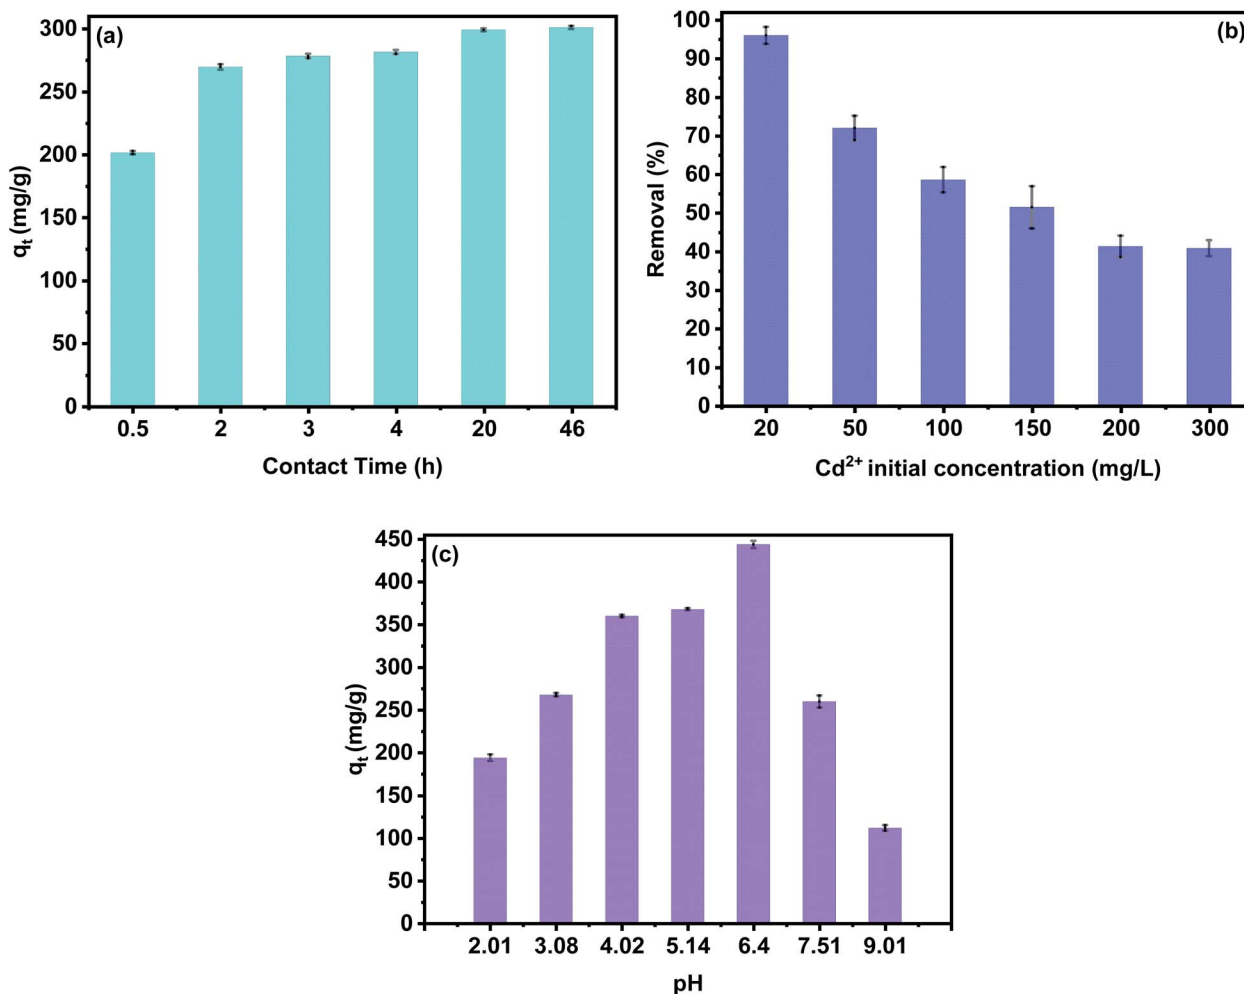 (a)
300
250
200
150
100
50
0
qt (mg/g)
0.5 2 3 4 20 46
Contact Time (h)
(b)
100
90
80
70
60
50
40
30
20
10
0
Removal (%)
20 50 100 150 200 300
Cd²⁺ initial concentration (mg/L)
(c)
450
400
350
300
250
200
150
100
50
0
qt (mg/g)
2.01 3.08 4.02 5.14 6.4 7.51 9.01
pH